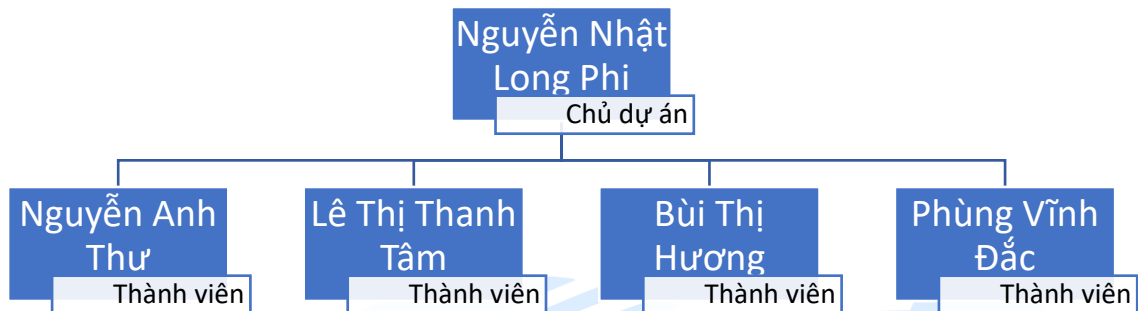 Nguyễn Nhật
Long Phi
Chủ dự án
Nguyễn Anh
Thư
Thành viên
Lê Thị Thanh
Tâm
Thành viên
Bùi Thị
Hương
Thành viên
Phùng Vĩnh
Đắc
Thành viên